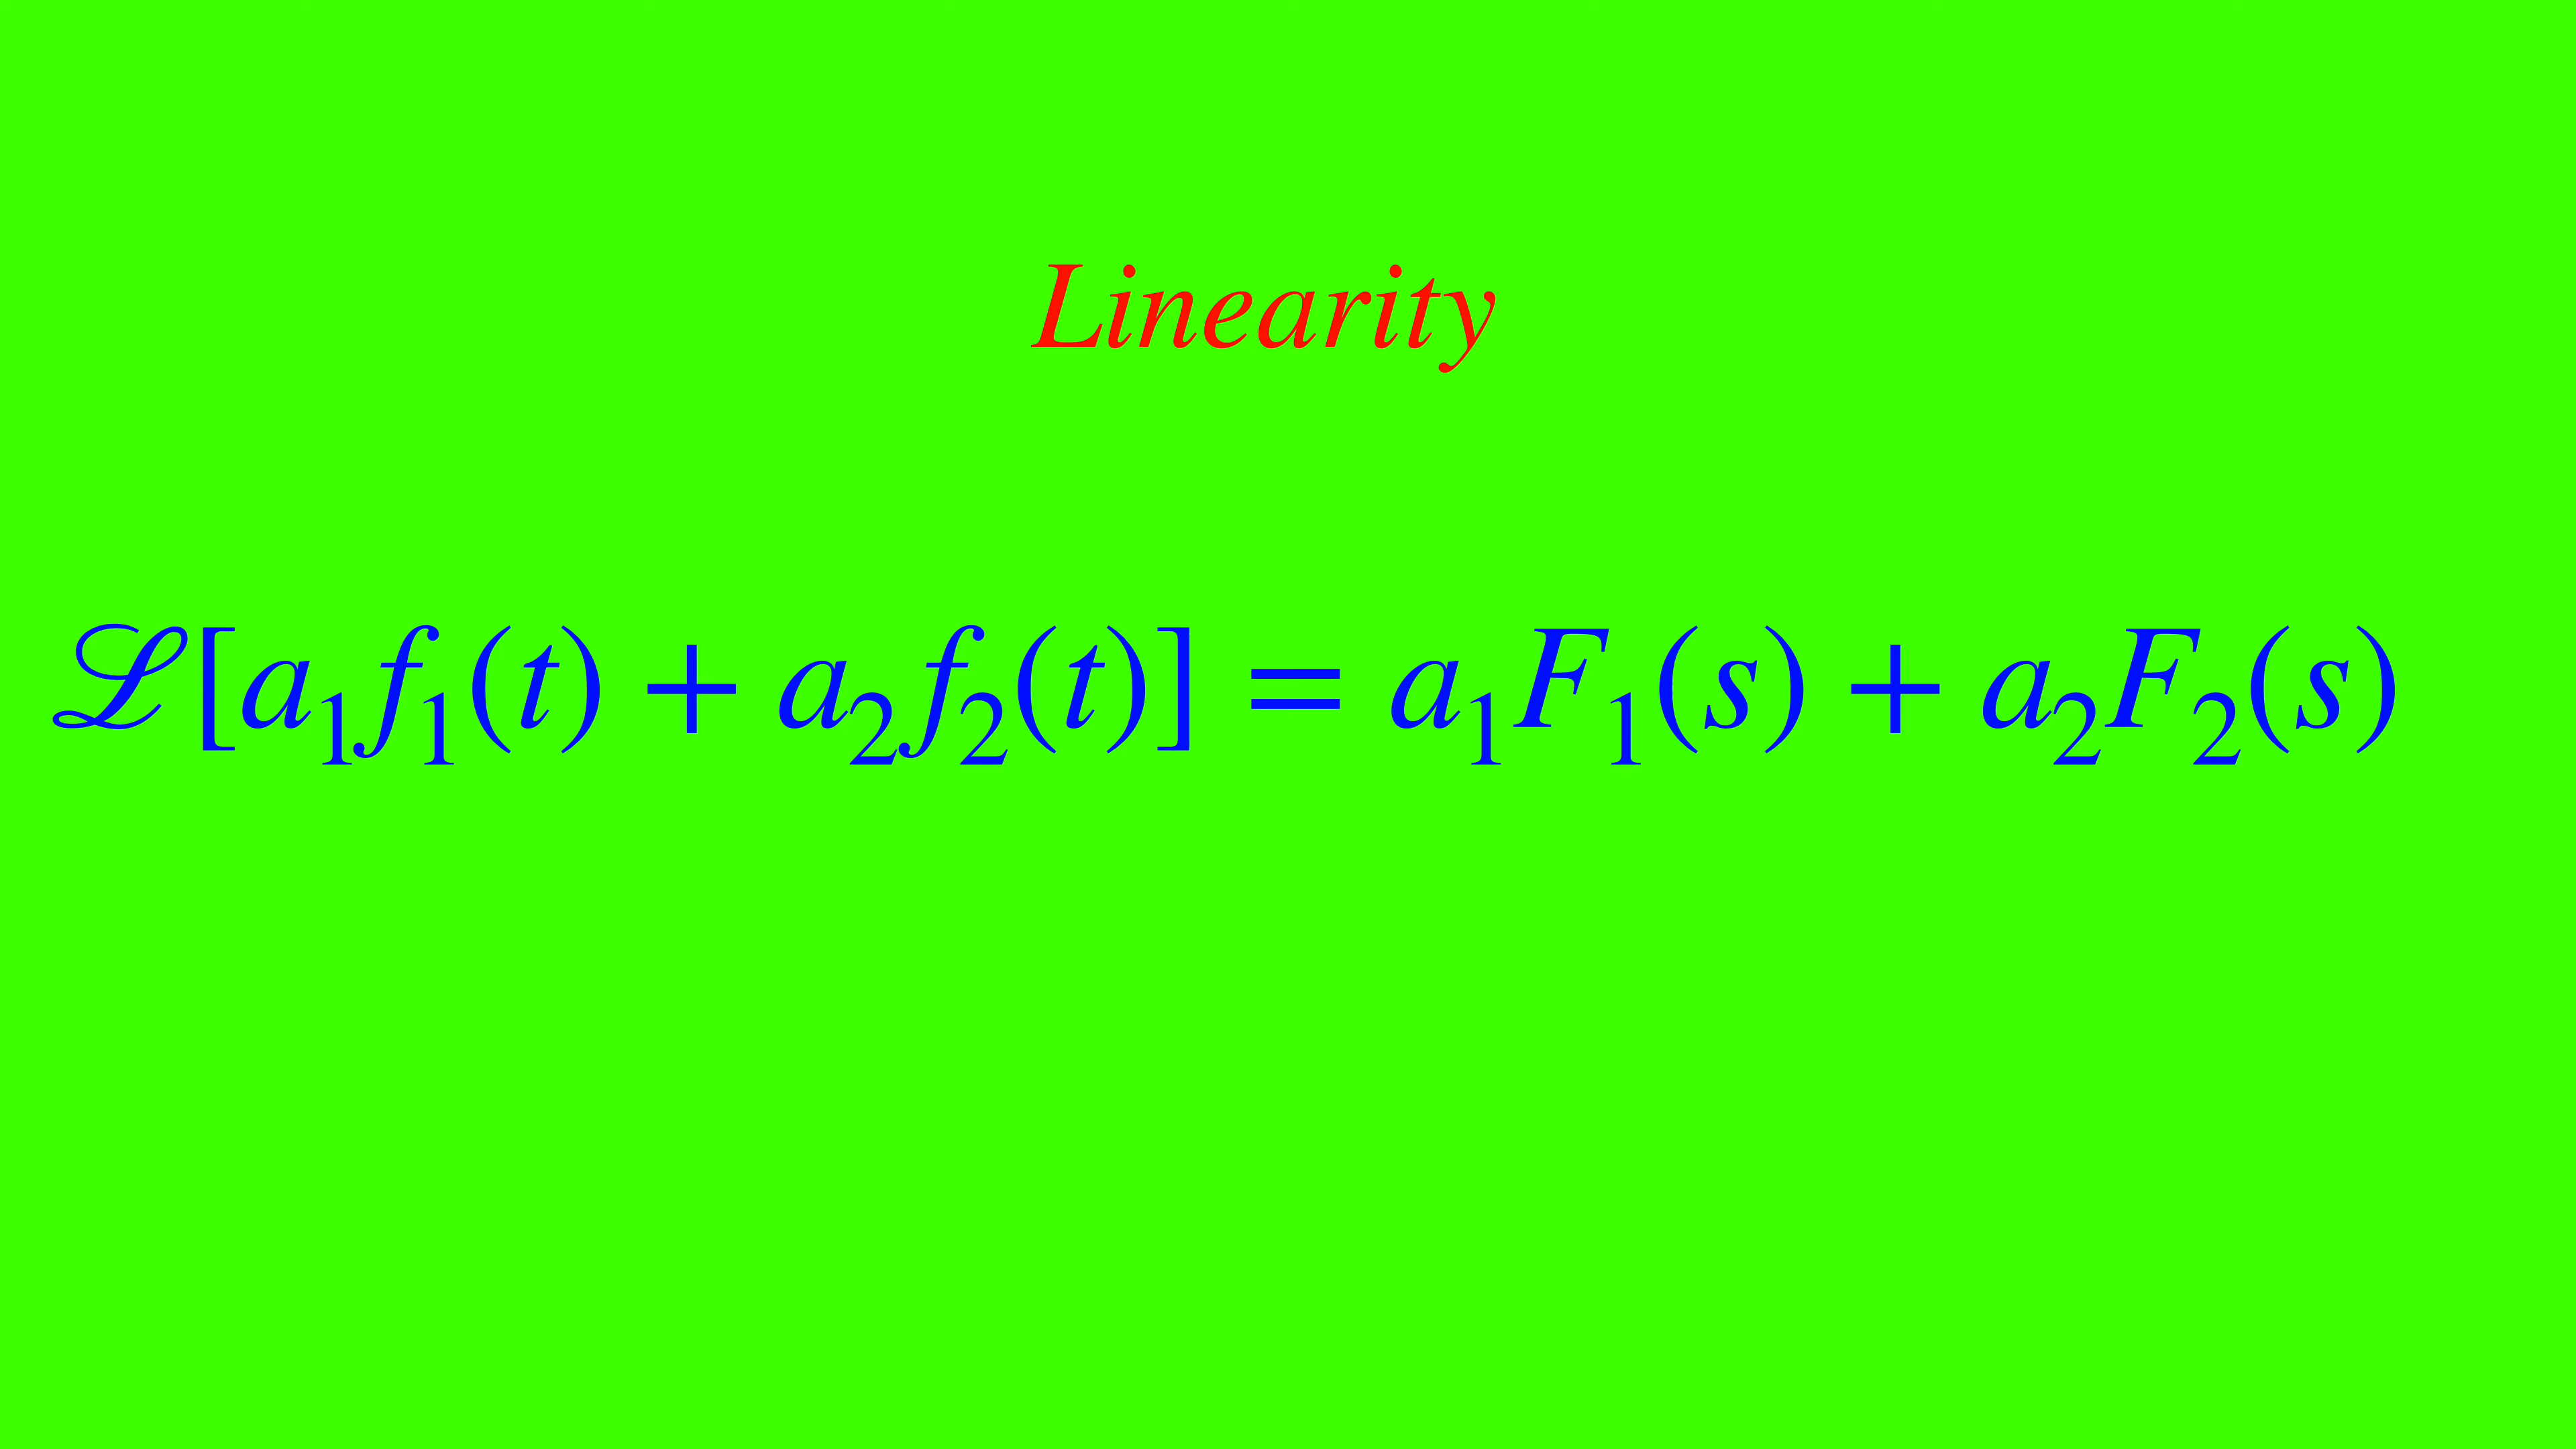 Linearity
ℒ[a₁f₁(t) + a₂f₂(t)] = a₁F₁(s) + a₂F₂(s)